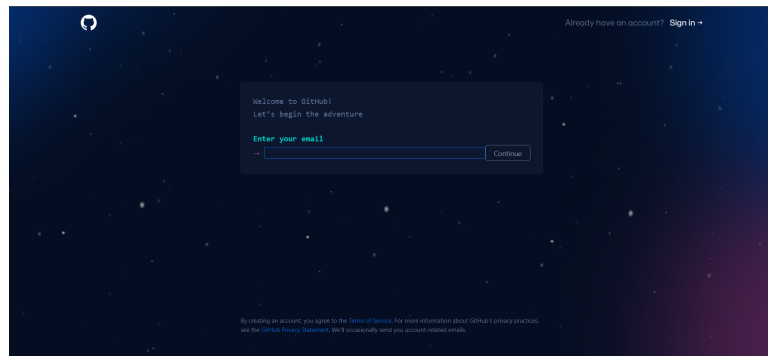 Already have an account? Sign in →
Welcome to GitHub!
Let's begin the adventure
Enter your email
→ Continue
By creating an account, you agree to the Terms of Service. For more information about GitHub's privacy practices,
see the GitHub Privacy Statement. We'll occasionally send you account-related emails.